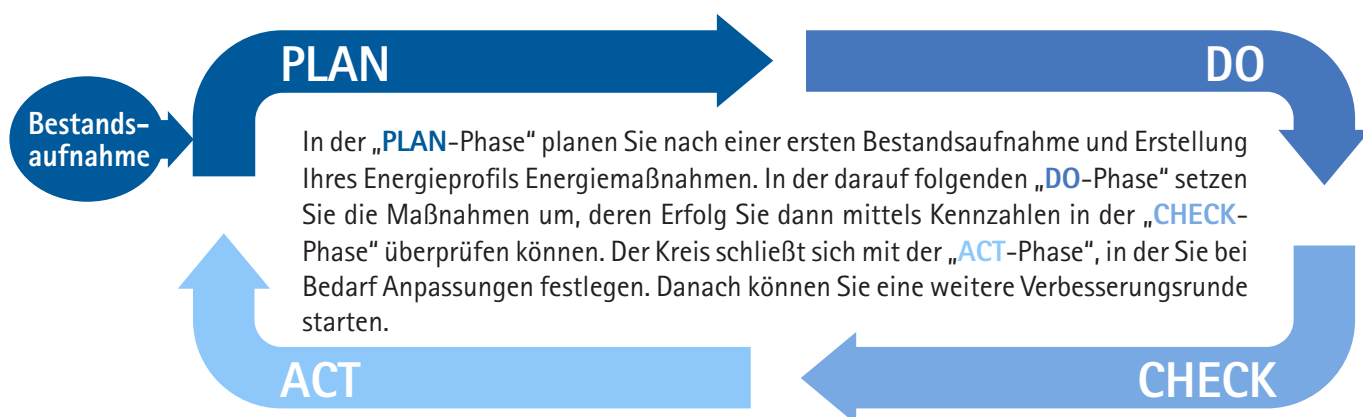 PLAN
DO
Bestands-
aufnahme
In der „PLAN-Phase" planen Sie nach einer ersten Bestandsaufnahme und Erstellung
Ihres Energieprofils Energiemaßnahmen. In der darauf folgenden „DO-Phase" setzen
Sie die Maßnahmen um, deren Erfolg Sie dann mittels Kennzahlen in der „CHECK-
Phase" überprüfen können. Der Kreis schließt sich mit der „ACT-Phase", in der Sie bei
Bedarf Anpassungen festlegen. Danach können Sie eine weitere Verbesserungsrunde
starten.
ACT
CHECK